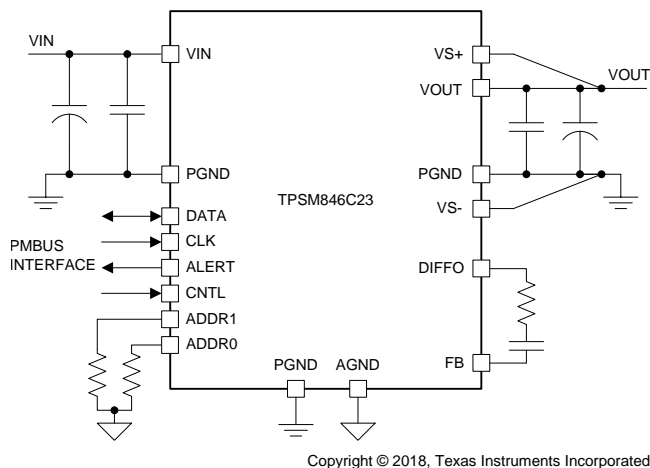 VIN
VIN
VS+
VOUT
VOUT
PGND
PGND
TPSM846C23
VS-
DATA
CLK
PMBUS
INTERFACE
ALERT
CNTL
ADDR1
ADDR0
DIFFO
FB
PGND
AGND
Copyright © 2018, Texas Instruments Incorporated